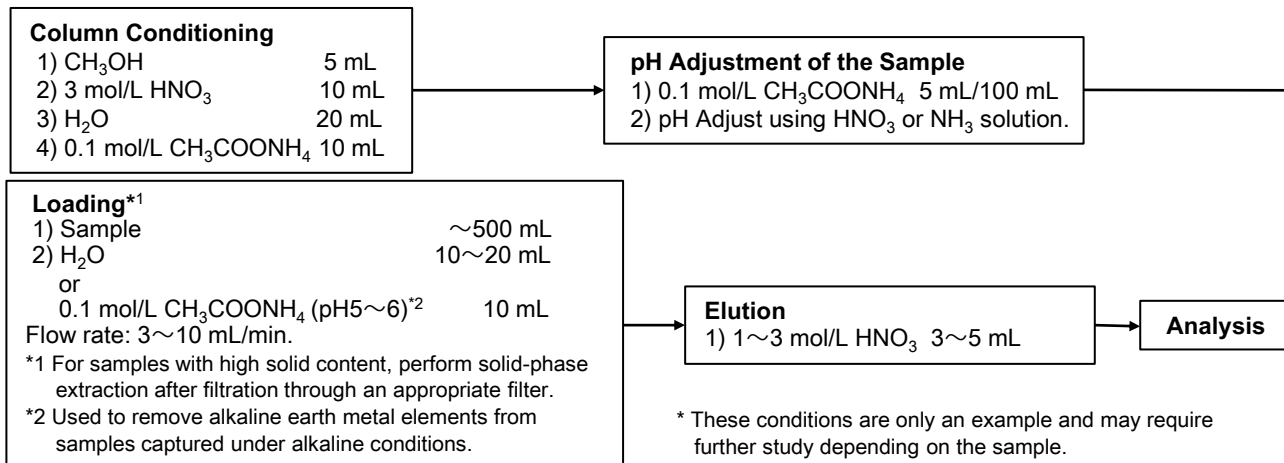 Column Conditioning
1) CH₃OH 5 mL
2) 3 mol/L HNO₃ 10 mL
3) H₂O 20 mL
4) 0.1 mol/L CH₃COONH₄ 10 mL
pH Adjustment of the Sample
1) 0.1 mol/L CH₃COONH₄ 5 mL/100 mL
2) pH Adjust using HNO₃ or NH₃ solution.
Loading*¹
1) Sample ～500 mL
2) H₂O 10～20 mL
or
0.1 mol/L CH₃COONH₄ (pH5～6)*² 10 mL
Flow rate: 3～10 mL/min.
*1 For samples with high solid content, perform solid-phase
extraction after filtration through an appropriate filter.
*2 Used to remove alkaline earth metal elements from
samples captured under alkaline conditions.
Elution
1) 1～3 mol/L HNO₃ 3～5 mL
Analysis
* These conditions are only an example and may require
further study depending on the sample.